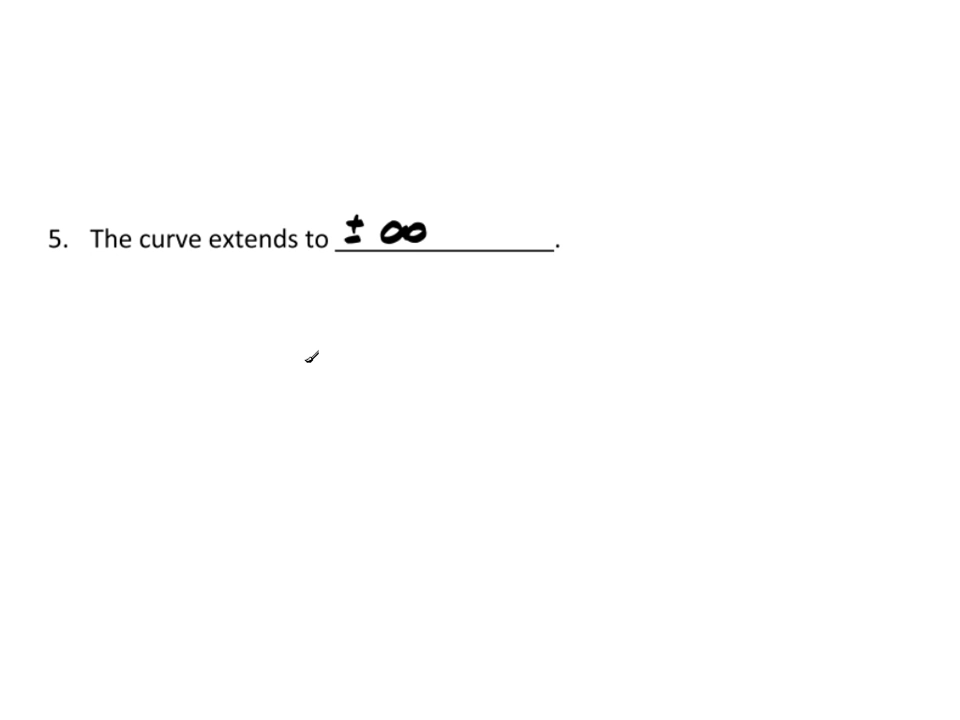 5. The curve extends to ± ∞.